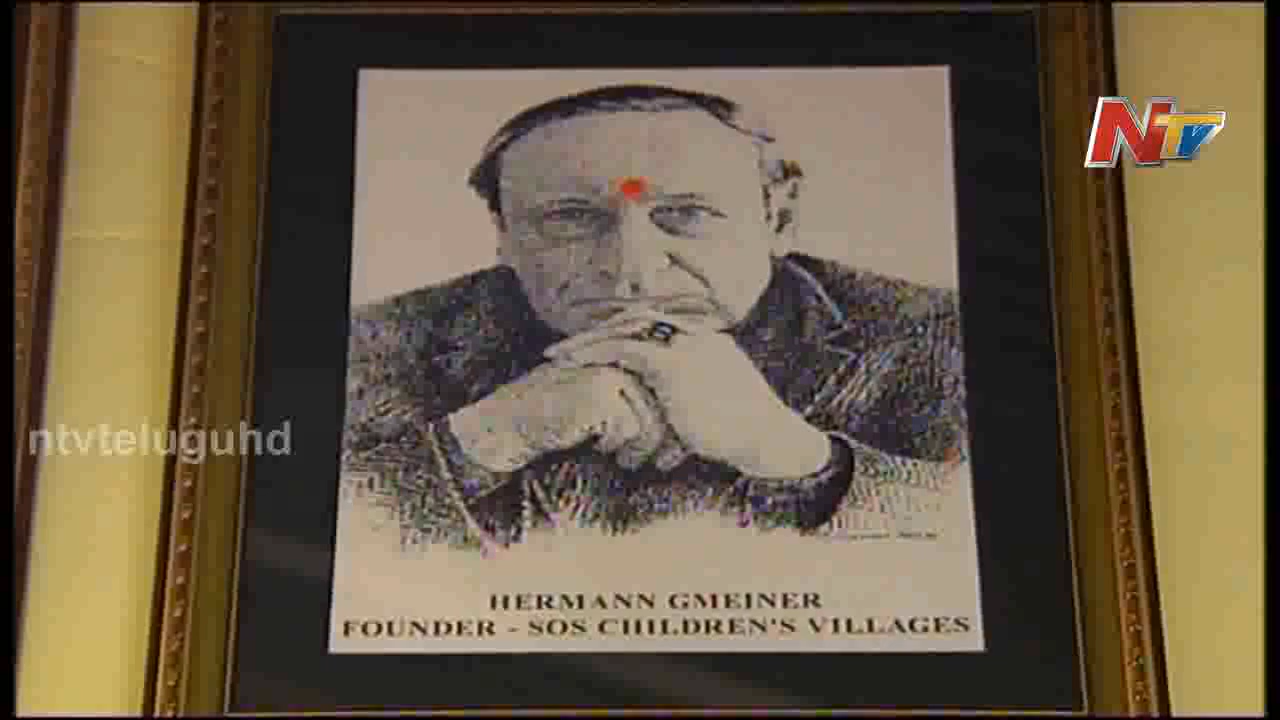 NTV
ntvteluguhd
HERMANN GMEINER
FOUNDER - SOS CHILDREN'S VILLAGES